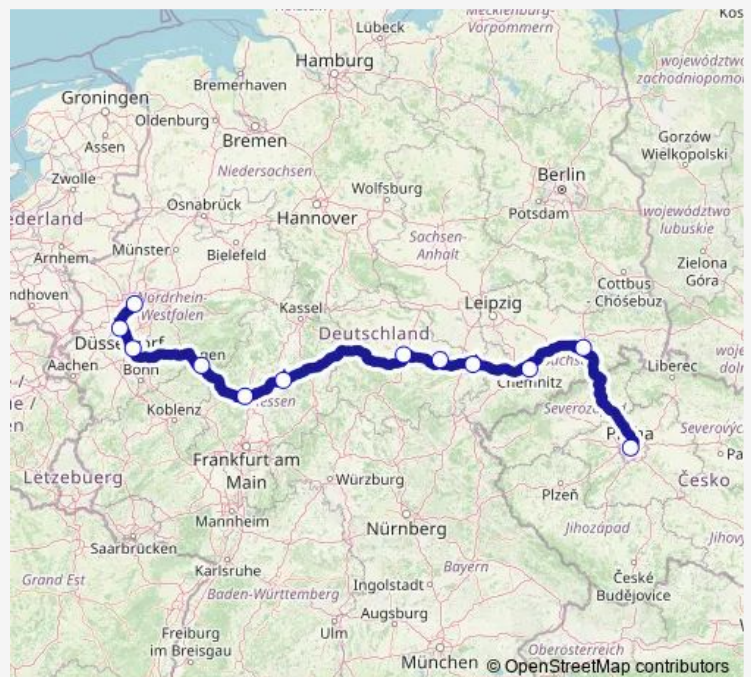 Mecklenburg-
Vorpommern
Kos
Lübeck
Hamburg
województwo
zachodniopomo
Bremerhaven
Groningen
Oldenburg
Bremen
Assen
Gorzów
Wielkopolski
Niedersachsen
Zwolle
Berlin
Wolfsburg
Osnabrück
Potsdam
Hannover
województwo
lubuskie
ederland
Münster
Bielefeld
Sachsen-
Anhalt
Arnhem
Zielona
Góra
Cottbus
Chóśebuz
ndhoven
Nordrhein-
Westfalen
Kassel
Leipzig
Deutschland
Aachen
Bonn
Chemnitz
Liberec
Koblenz
Frankfurt am
Main
Severových
Letzebuerg
Würzburg
Plzeň
Česko
Mannheim
Nürnberg
Jihozápad
Saarbrücken
Karlsruhe
Bayern
Grand Est
Baden-Württemberg
Ingolstadt
České
Budějovice
Augsburg
Freiburg
im Breisgau
Ulm
Oberösterreich
München
© OpenStreetMap contributors